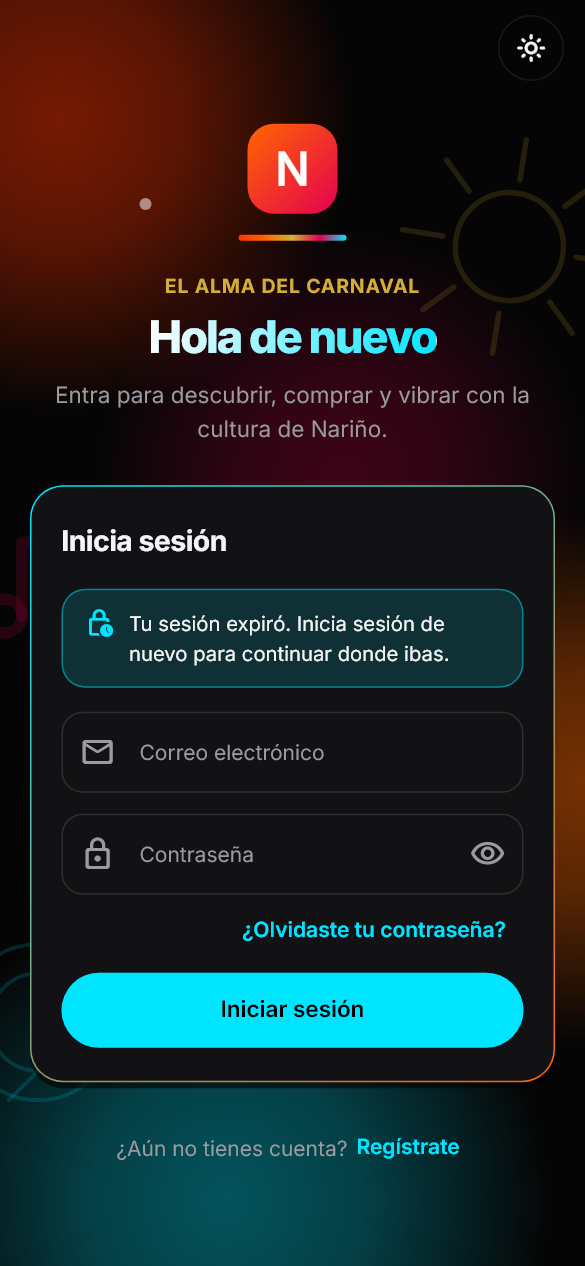 N
EL ALMA DEL CARNAVAL
Hola de nuevo
Entra para descubrir, comprar y vibrar con la
cultura de Nariño.
Inicia sesión
Tu sesión expiró. Inicia sesión de
nuevo para continuar donde ibas.
Correo electrónico
Contraseña
¿Olvidaste tu contraseña?
Iniciar sesión
¿Aún no tienes cuenta? Regístrate